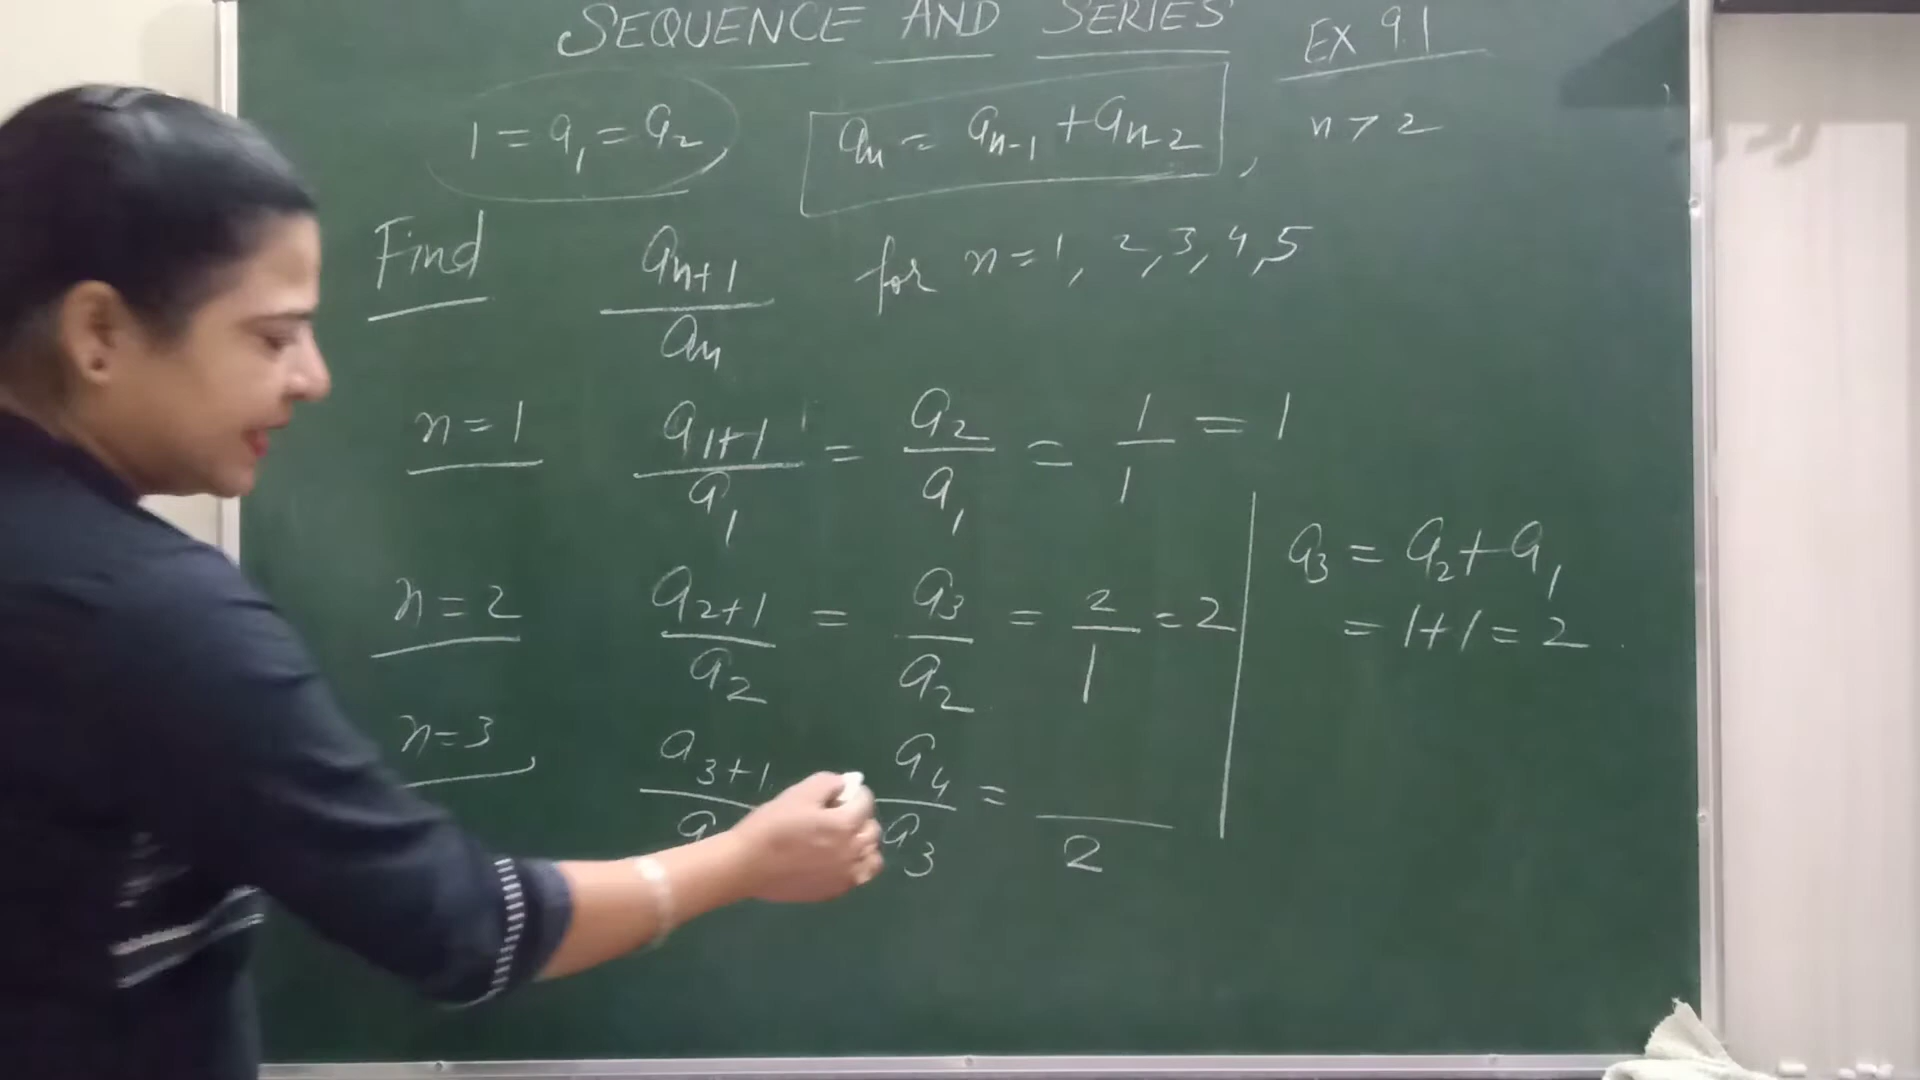 SEQUENCE AND SERIES
EX 9.1
1 = a₁ = a₂ aₙ = aₙ₋₁ + aₙ₋₂, n > 2
Find aₙ₊₁/aₙ for n = 1, 2, 3, 4, 5
n = 1 a₁₊₁/a₁ = a₂/a₁ = 1/1 = 1
n = 2 a₂₊₁/a₂ = a₃/a₂ = 2/1 = 2
n = 3 a₃₊₁/a = a₄/a₃ = /2
a₃ = a₂ + a₁
= 1 + 1 = 2